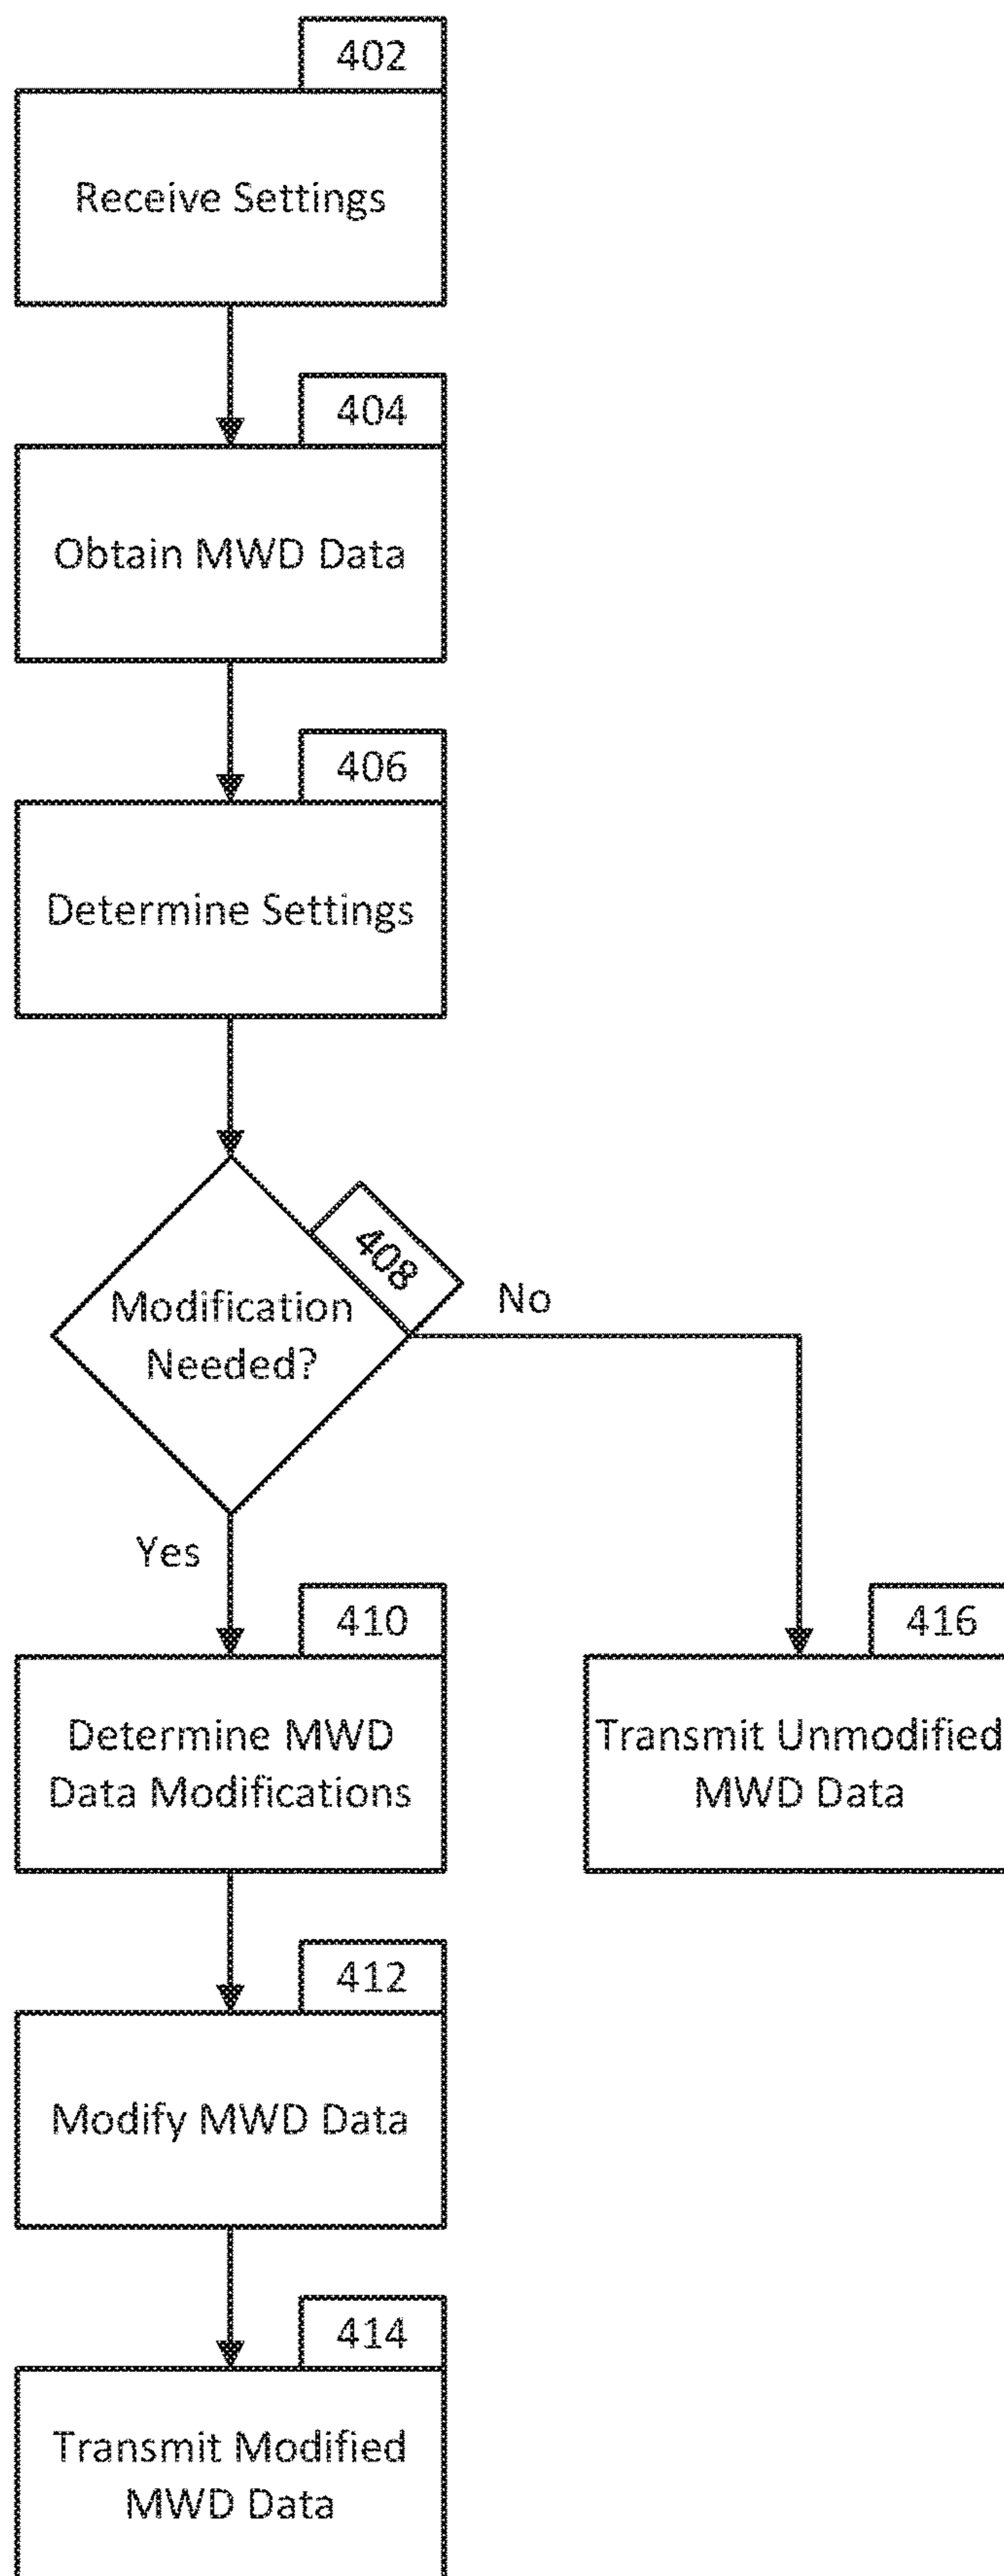 402
Receive Settings
404
Obtain MWD Data
406
Determine Settings
408
Modification
Needed?
No
Yes
410
Determine MWD
Data Modifications
416
Transmit Unmodified
MWD Data
412
Modify MWD Data
414
Transmit Modified
MWD Data